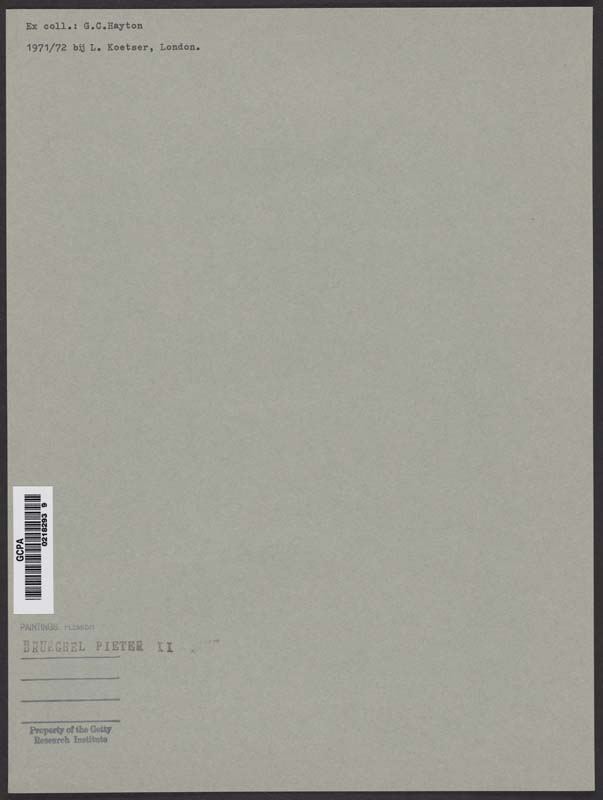 Ex coll.: G.C.Hayton
1971/72 bij L. Koetser, London.
GCPA
0218293 9
PAINTINGS
BRUEGHEL PIETER II
Property of the Getty
Research Institute